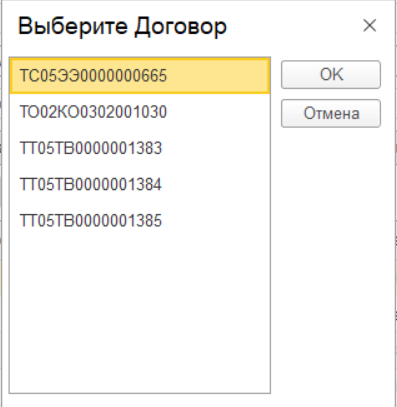 Выберите Договор
ТС05ЭЭ0000000665
OK
ТО02КО0302001030
Отмена
ТТ05ТВ0000001383
ТТ05ТВ0000001384
ТТ05ТВ0000001385